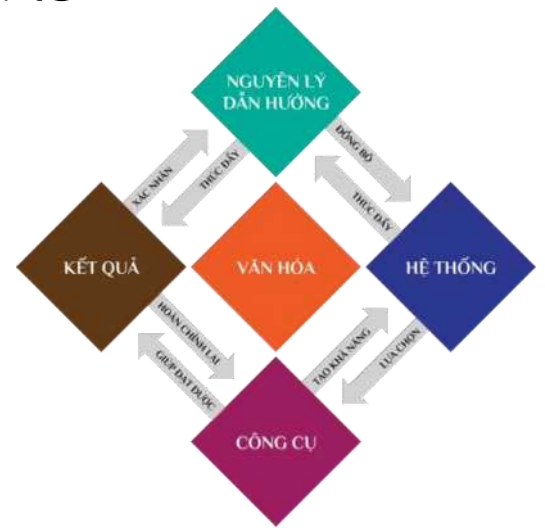 NGUYÊN LÝ
DẪN HƯỚNG
XÁC NHẬN
THÚC ĐẨY
ĐỒNG BỘ
THÚC ĐẨY
KẾT QUẢ
VĂN HÓA
HỆ THỐNG
HOÀN CHỈNH LẠI
GIÚP ĐẠT ĐƯỢC
TẠO KHẢ NĂNG
LỰA CHỌN
CÔNG CỤ